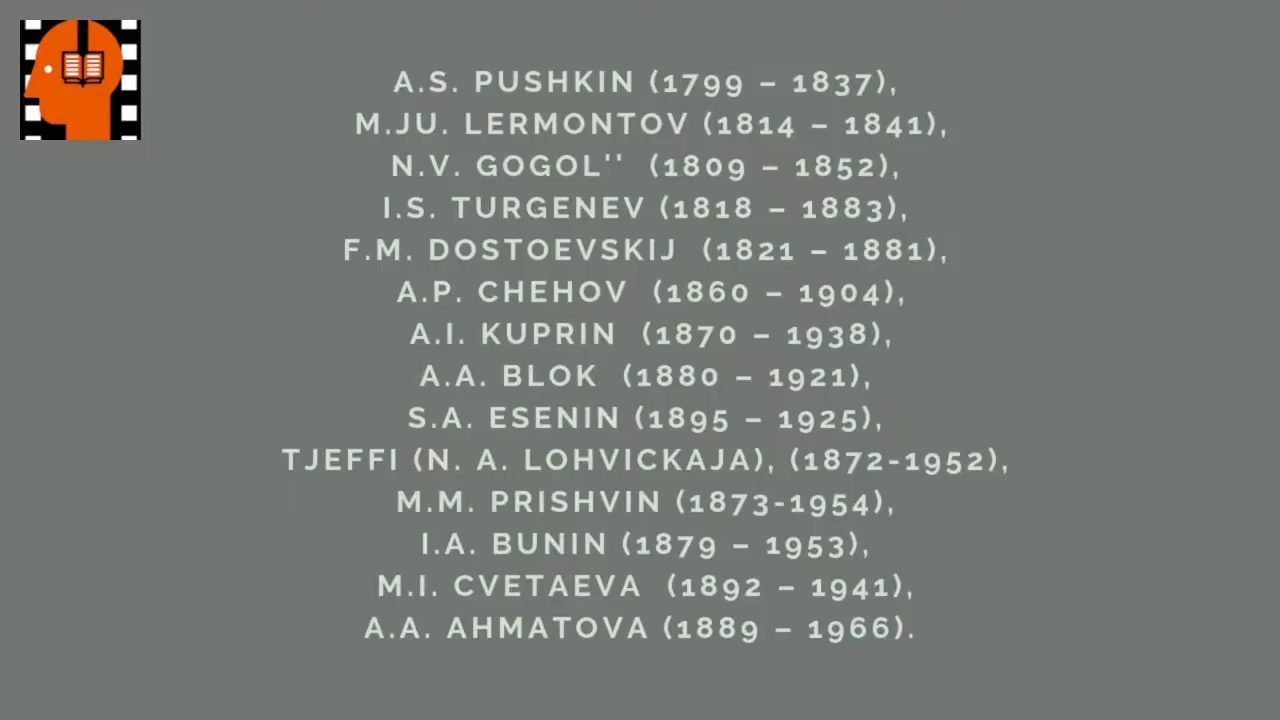 A.S. PUSHKIN (1799 – 1837),
M.JU. LERMONTOV (1814 – 1841),
N.V. GOGOL'' (1809 – 1852),
I.S. TURGENEV (1818 – 1883),
F.M. DOSTOEVSKIJ (1821 – 1881),
A.P. CHEHOV (1860 – 1904),
A.I. KUPRIN (1870 – 1938),
A.A. BLOK (1880 – 1921),
S.A. ESENIN (1895 – 1925),
TJEFFI (N. A. LOHVICKAJA), (1872-1952),
M.M. PRISHVIN (1873-1954),
I.A. BUNIN (1879 – 1953),
M.I. CVETAEVA (1892 – 1941),
A.A. AHMATOVA (1889 – 1966).